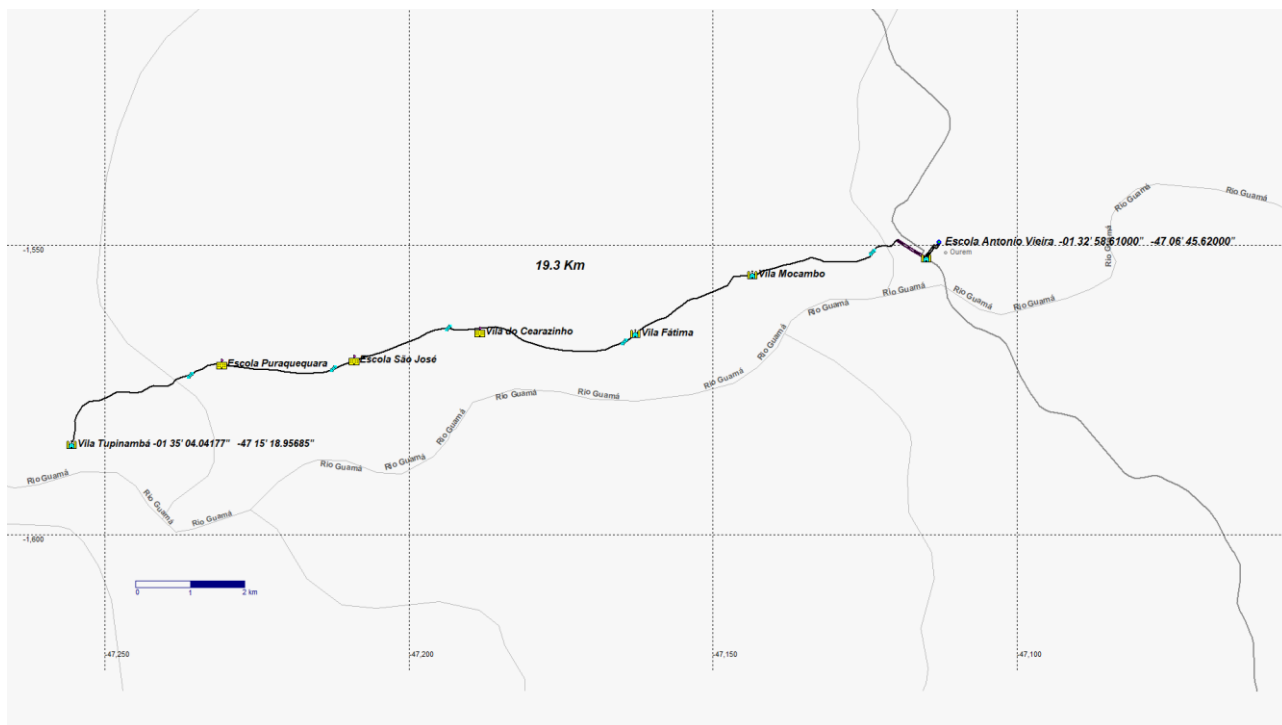 Rio Guamá
Rio Guamá
Rio Guamá
-1,550
Escola Antonio Vieira -01 32' 58.61000" -47 06' 45.62000"
Ourem
19.3 Km
Vila Mocambo
Rio Guamá
Rio Guamá
Rio Guamá
Rio Guamá
Vila do Cearazinho
Vila Fátima
Rio Guamá
Escola Puraquequara
Escola São José
Rio Guamá
Rio Guamá
Rio Guamá
Rio Guamá
Vila Tupinambá -01 35' 04.04177" -47 15' 18.95685"
Rio Guamá
Rio Guamá
Rio Guamá
Rio Guamá
Rio Guamá
-1,600
0 1 2 km
-47,250
-47,200
-47,150
-47,100